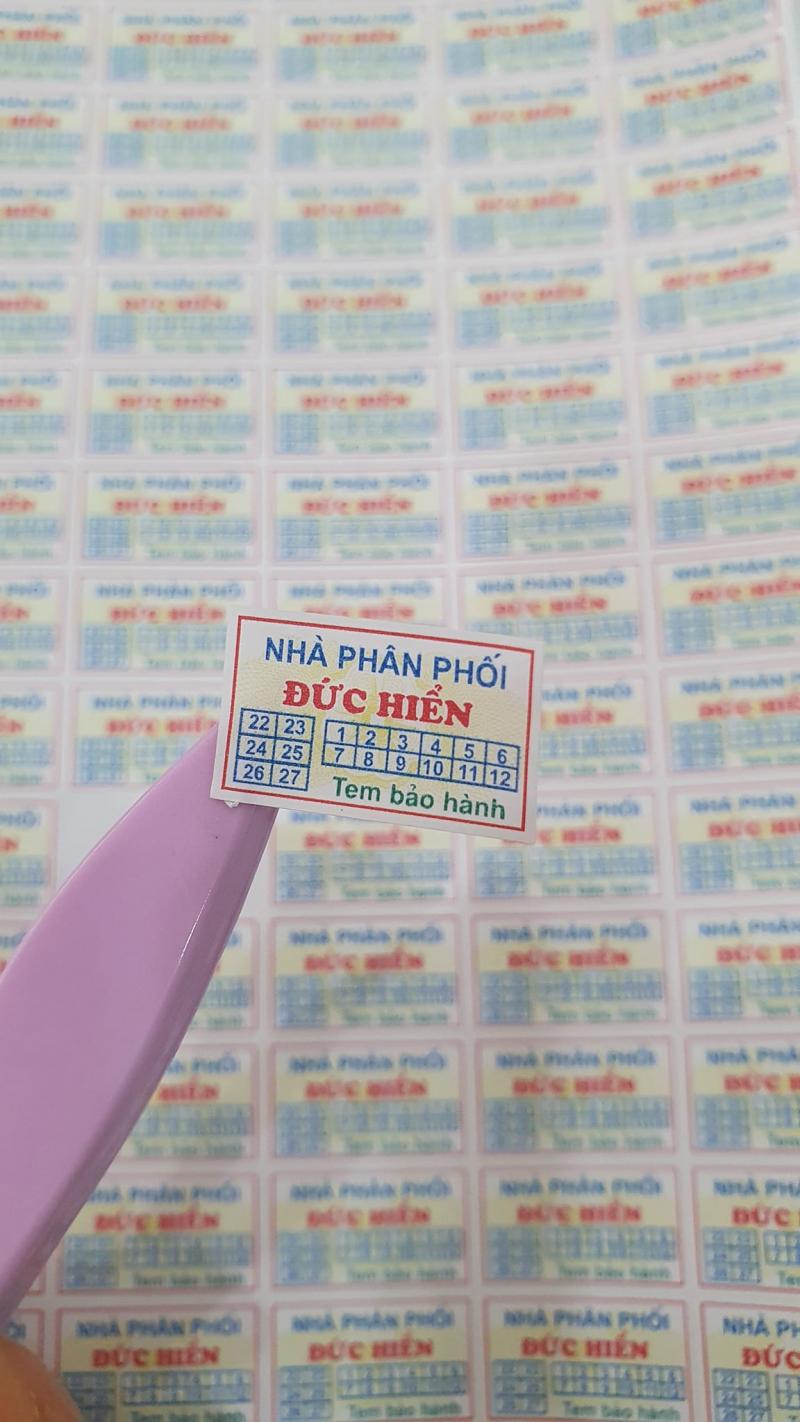 NHÀ PHÂN PHỐI
ĐỨC HIỂN
22 23 1 2 3 4 5 6
24 25 7 8 9 10 11 12
26 27
Tem bảo hành